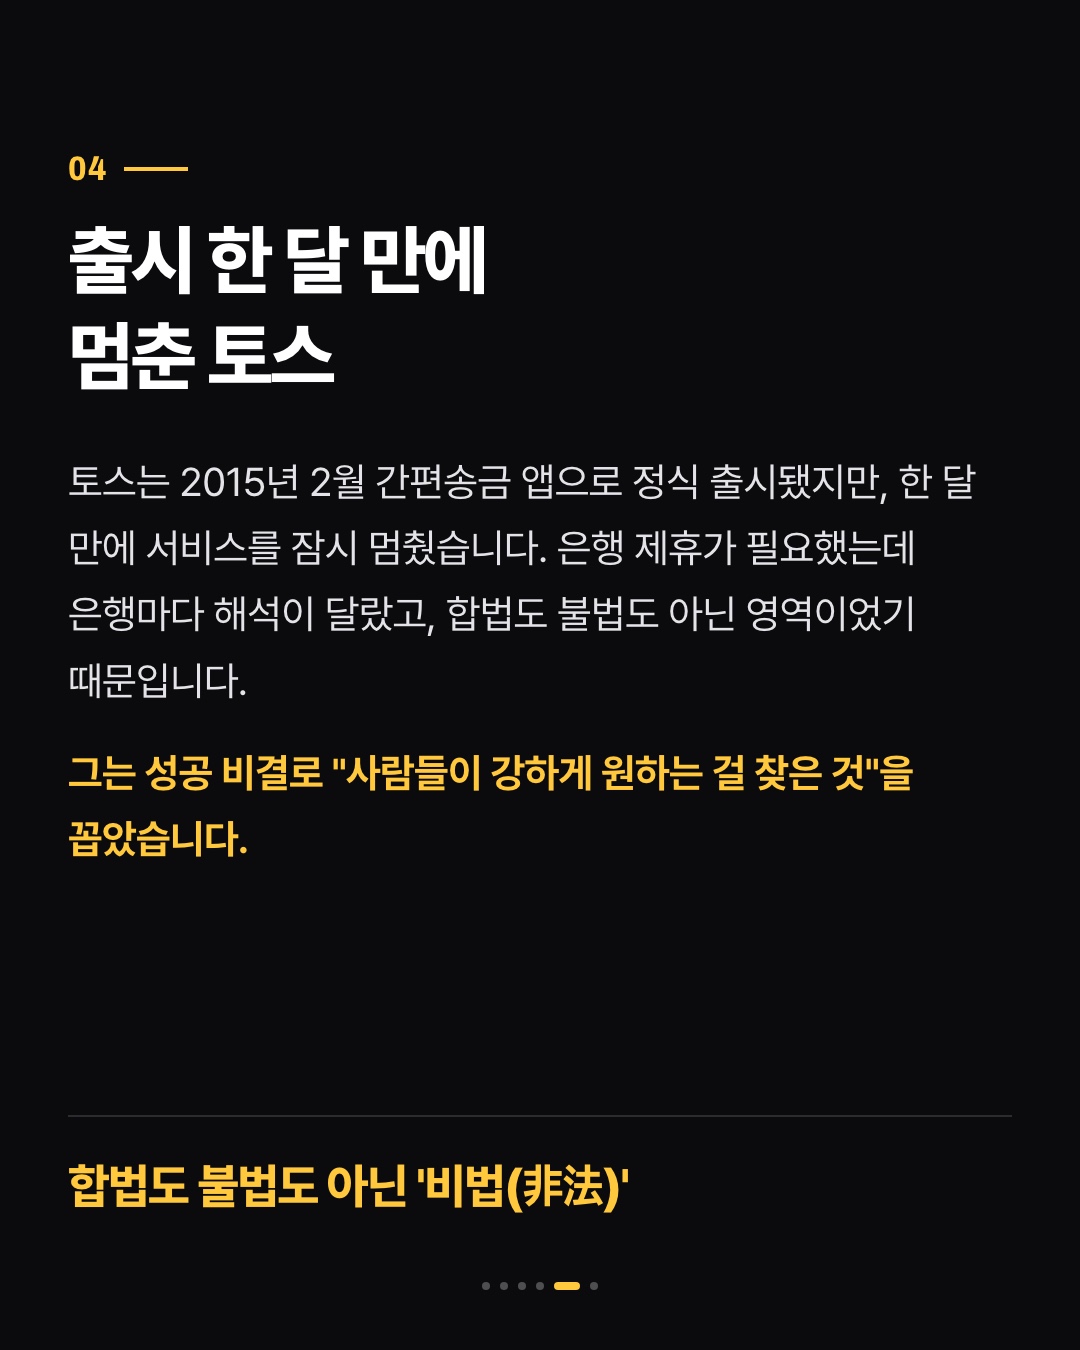 04
출시 한 달 만에
멈춘 토스
토스는 2015년 2월 간편송금 앱으로 정식 출시됐지만, 한 달
만에 서비스를 잠시 멈췄습니다. 은행 제휴가 필요했는데
은행마다 해석이 달랐고, 합법도 불법도 아닌 영역이었기
때문입니다.
그는 성공 비결로 "사람들이 강하게 원하는 걸 찾은 것"을
꼽았습니다.
합법도 불법도 아닌 '비법(非法)'